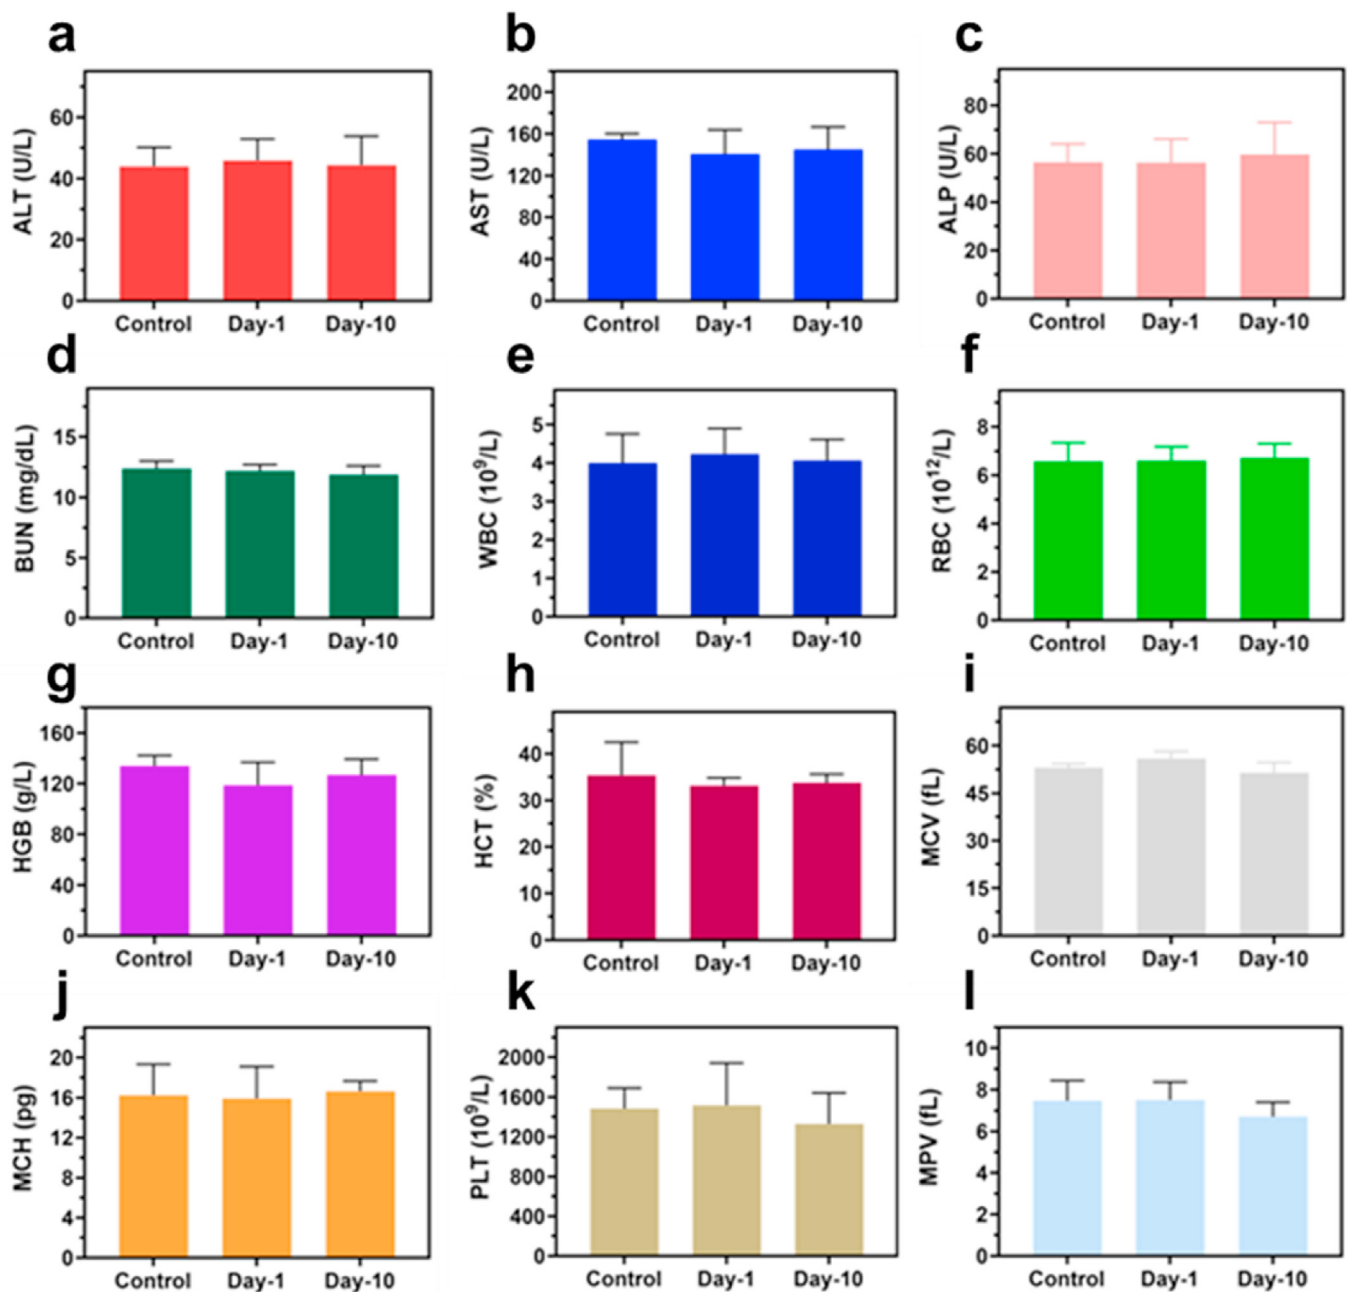 a
ALT (U/L)
60
40
20
0
Control Day-1 Day-10
b
AST (U/L)
200
160
120
80
40
0
Control Day-1 Day-10
c
ALP (U/L)
80
60
40
20
0
Control Day-1 Day-10
d
BUN (mg/dL)
15
10
5
0
Control Day-1 Day-10
e
WBC (10⁹/L)
5
4
3
2
1
0
Control Day-1 Day-10
f
RBC (10¹²/L)
8
6
4
2
0
Control Day-1 Day-10
g
HGB (g/L)
160
120
80
40
0
Control Day-1 Day-10
h
HCT (%)
40
30
20
10
0
Control Day-1 Day-10
i
MCV (fL)
60
45
30
15
0
Control Day-1 Day-10
j
MCH (pg)
20
16
12
8
4
0
Control Day-1 Day-10
k
PLT (10⁹/L)
2000
1600
1200
800
400
0
Control Day-1 Day-10
l
MPV (fL)
10
8
6
4
2
0
Control Day-1 Day-10